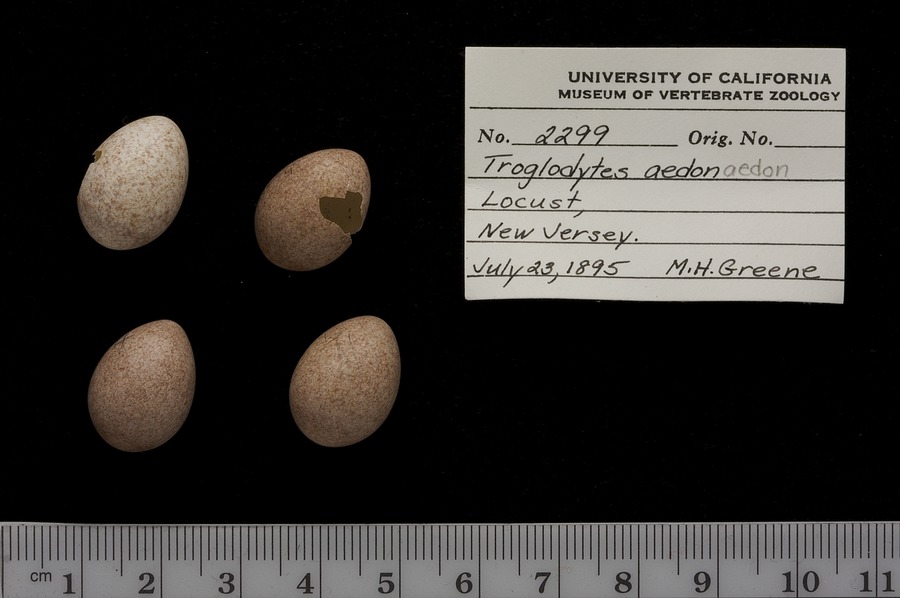 UNIVERSITY OF CALIFORNIA
MUSEUM OF VERTEBRATE ZOOLOGY
No. 2299 Orig. No.
Troglodytes aedon aedon
Locust,
New Jersey.
July 23, 1895 M.H. Greene
cm 1 2 3 4 5 6 7 8 9 10 11